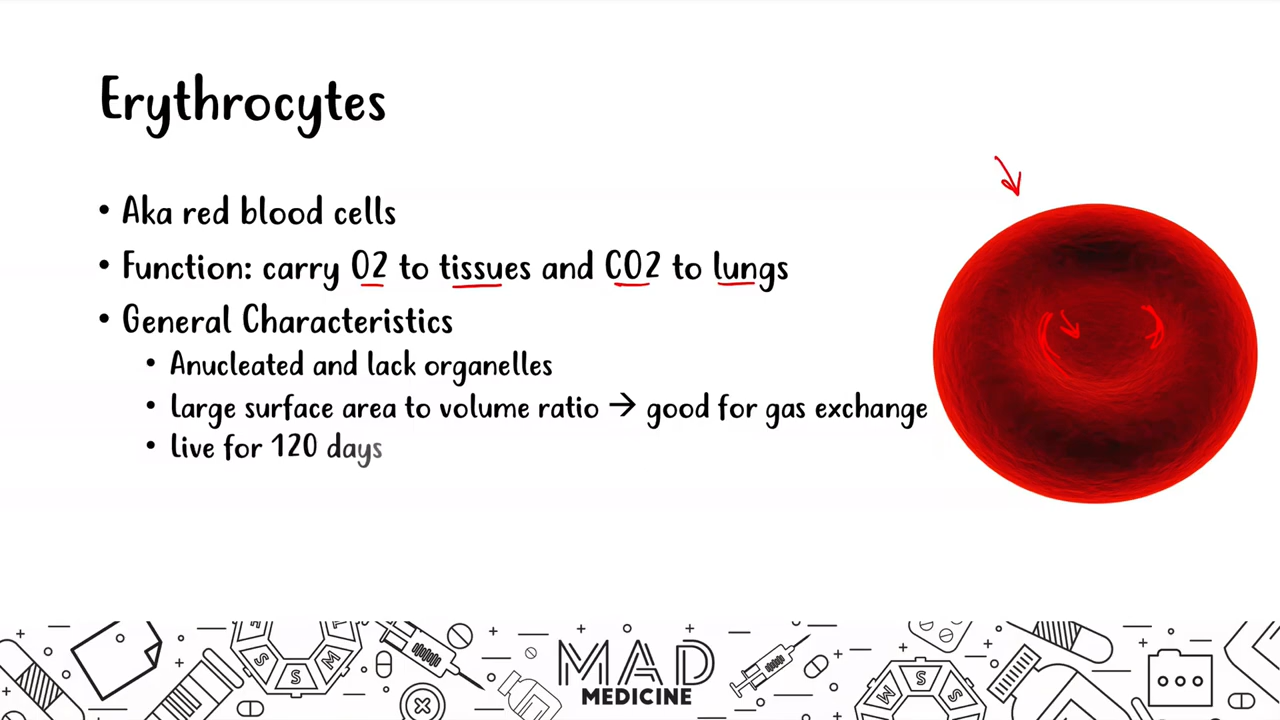 Erythrocytes
• Aka red blood cells
• Function: carry O2 to tissues and CO2 to lungs
• General Characteristics
• Anucleated and lack organelles
• Large surface area to volume ratio → good for gas exchange
• Live for 120 days
S S M
MAD
MEDICINE
M S S